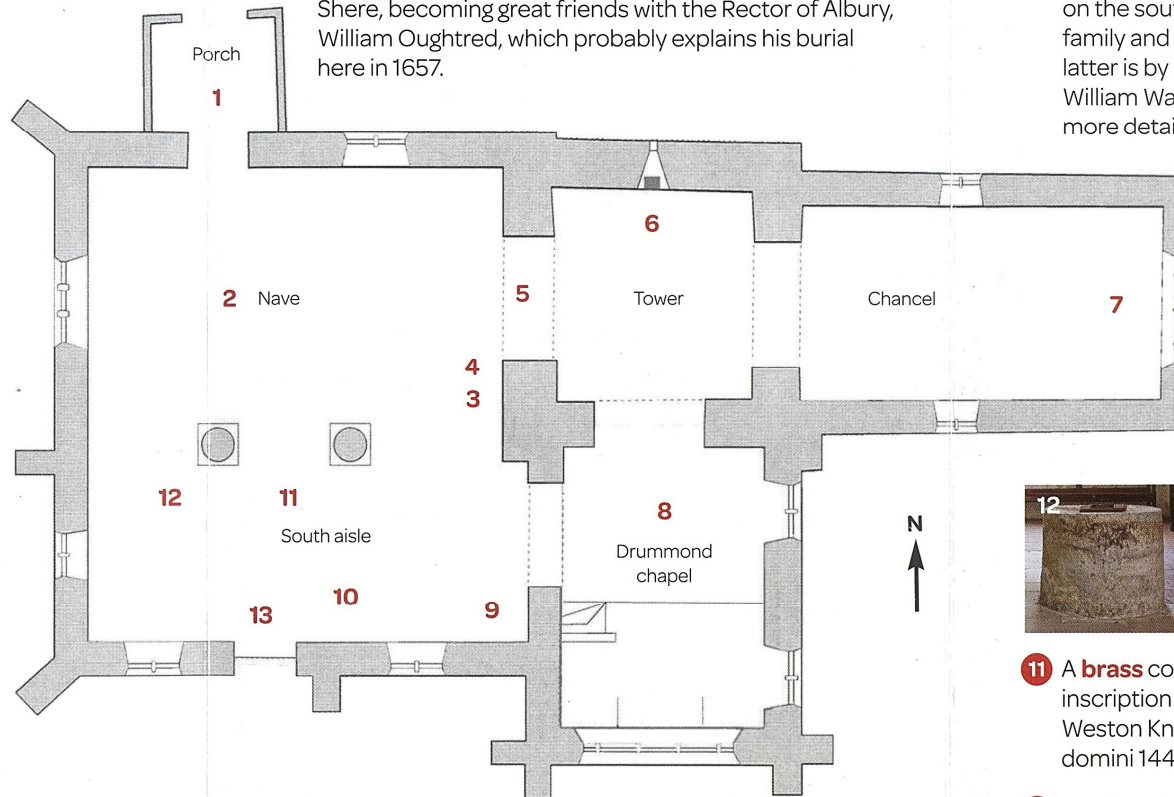 Shere, becoming great friends with the Rector of Albury,
William Oughtred, which probably explains his burial
here in 1657.
on the sou
family and
latter is by
William Wa
more detai
Porch
1
2 Nave
3
4
5
6
Tower
Chancel
7
8
Drummond
chapel
12
11
South aisle
10
13
9
N
12
11 A brass co
inscription
Weston Kn
domini 144